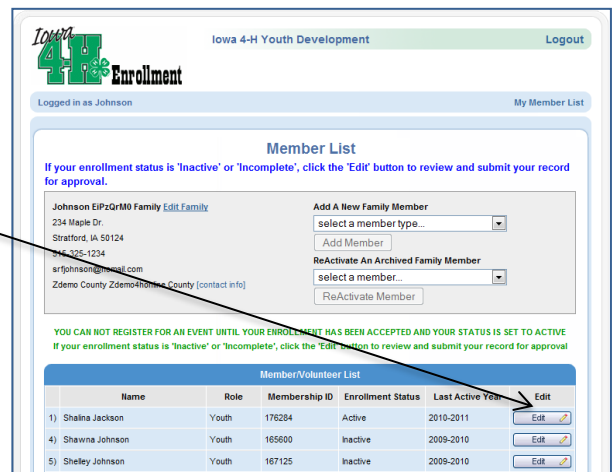 Iowa
4-H
Enrollment
Iowa 4-H Youth Development
Logout
Logged in as Johnson
My Member List
Member List
If your enrollment status is 'Inactive' or 'Incomplete', click the 'Edit' button to review and submit your record
for approval.
Johnson EiPzQrM0 Family Edit Family
234 Maple Dr.
Stratford, IA 50124
515-325-1234
srfjohnson@hsmail.com
Zdemo County Zdemo4honline County [contact info]
Add A New Family Member
select a member type...
Add Member
ReActivate An Archived Family Member
select a member...
ReActivate Member
YOU CAN NOT REGISTER FOR AN EVENT UNTIL YOUR ENROLLMENT HAS BEEN ACCEPTED AND YOUR STATUS IS SET TO ACTIVE
If your enrollment status is 'Inactive' or 'Incomplete', click the 'Edit' button to review and submit your record for approval
Member/Volunteer List
Name Role Membership ID Enrollment Status Last Active Year Edit
1) Shalina Jackson Youth 176284 Active 2010-2011 Edit
4) Shawna Johnson Youth 165600 Inactive 2009-2010 Edit
5) Shelley Johnson Youth 167125 Inactive 2009-2010 Edit